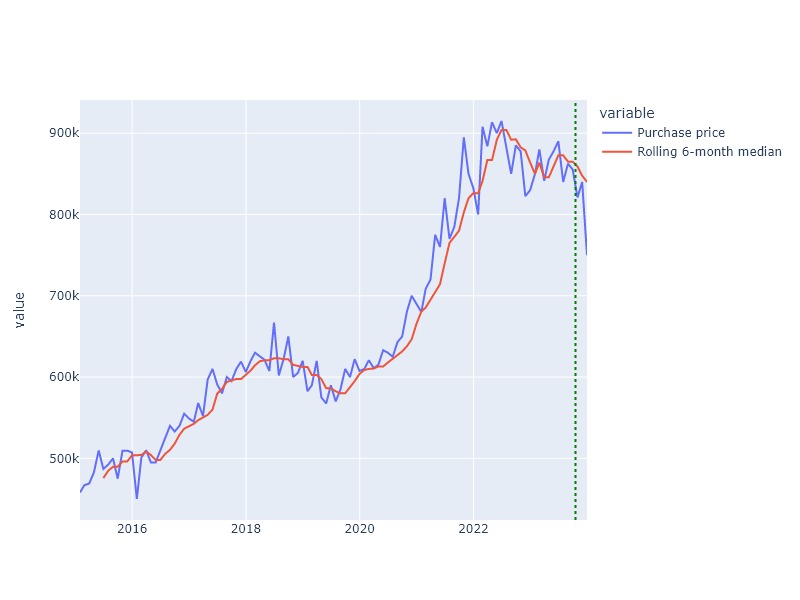 variable
Purchase price
Rolling 6-month median
900k
800k
700k
600k
500k
value
2016 2018 2020 2022